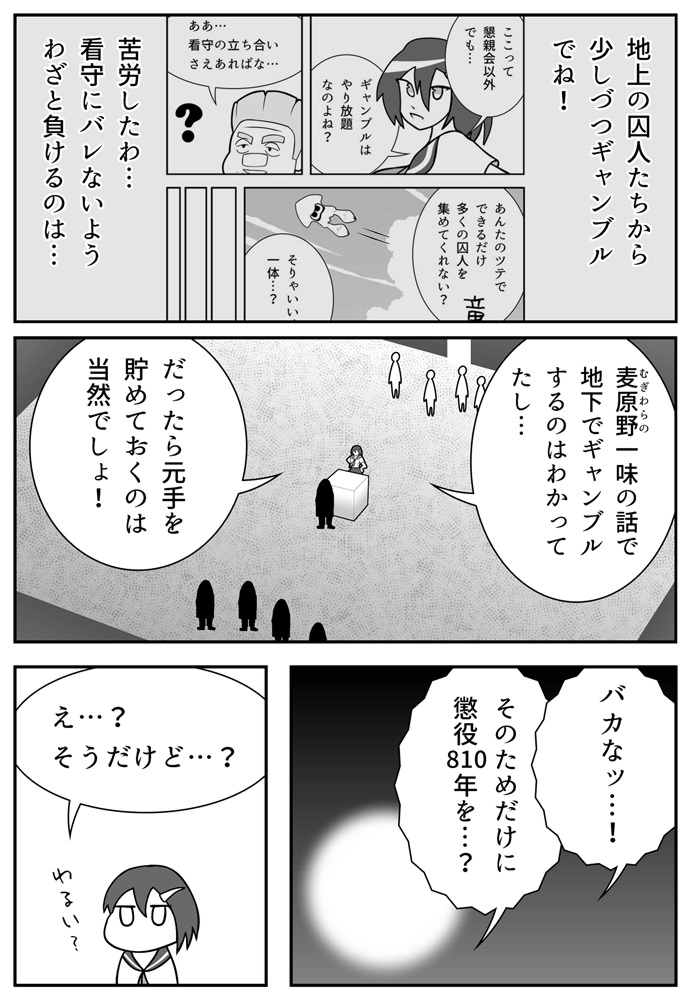 地上の囚人たちから
少しづつギャンブル
でね！
ここって
懇親会以外
でも…
ギャンブルは
やり放題
なのよね？
ああ…
看守の立ち合い
さえあればな…
？
あんたのツテで
できるだけ
多くの囚人を
集めてくれない？
そりゃいい、
一体…？
苦労したわ…
看守にバレないよう
わざと負けるのは…
麦原野一味の話で
むぎわらの
地下でギャンブル
するのはわかって
たし…
だったら元手を
貯めておくのは
当然でしょ！
バカなッ…！
そのためだけに
懲役
810
年を…？
え…？
そうだけど…？
わるい？